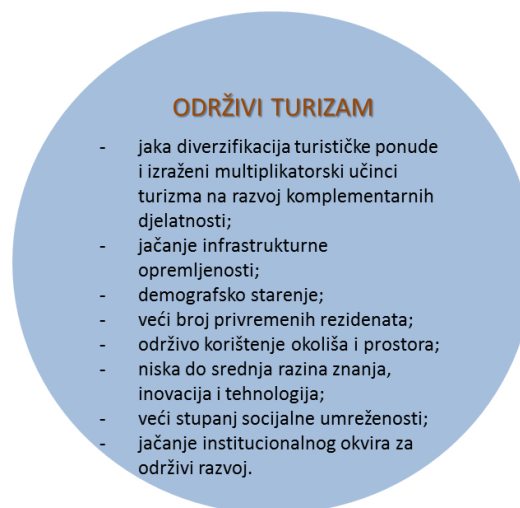 ODRŽIVI TURIZAM
- jaka diverzifikacija turističke ponude
i izraženi multiplikatorski učinci
turizma na razvoj komplementarnih
djelatnosti;
- jačanje infrastrukturne
opremljenosti;
- demografsko starenje;
- veći broj privremenih rezidenata;
- održivo korištenje okoliša i prostora;
- niska do srednja razina znanja,
inovacija i tehnologija;
- veći stupanj socijalne umreženosti;
- jačanje institucionalnog okvira za
održivi razvoj.